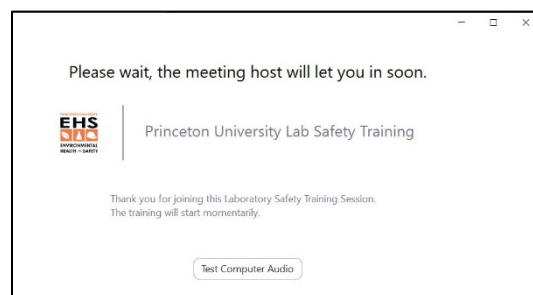 Please wait, the meeting host will let you in soon.
EHS
ENVIRONMENTAL
HEALTH AND SAFETY
Princeton University Lab Safety Training
Thank you for joining this Laboratory Safety Training Session.
The training will start momentarily.
Test Computer Audio